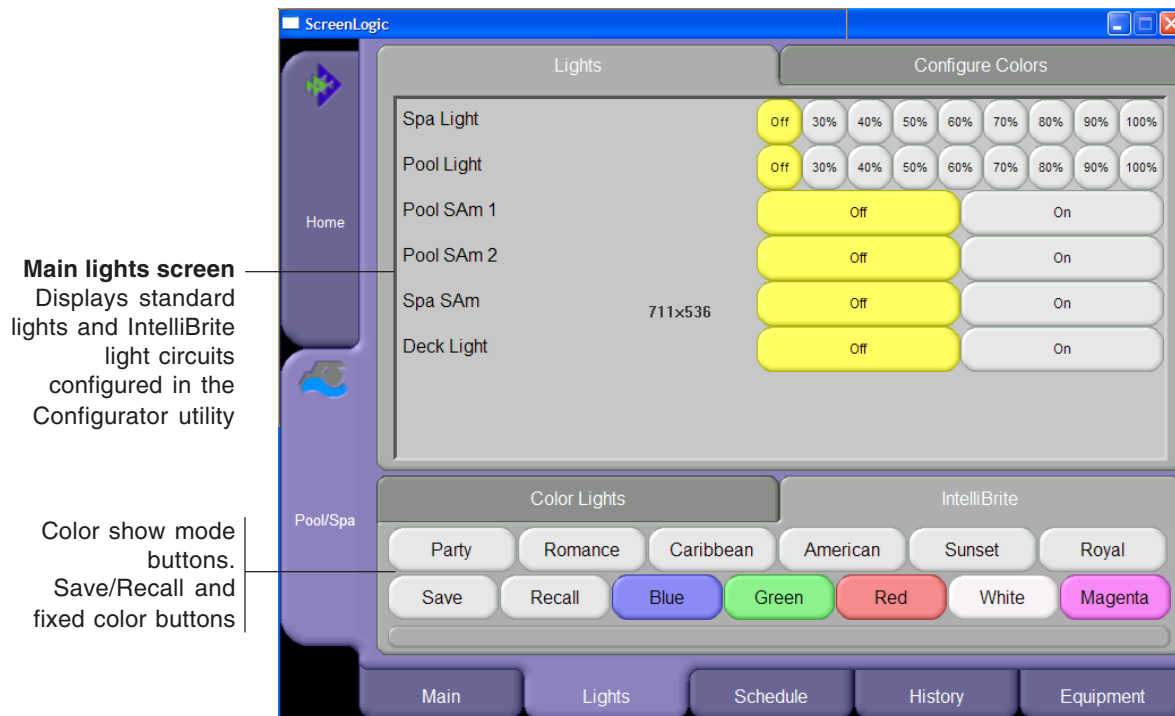 ScreenLogic
Lights
Configure Colors
Spa Light
Off 30% 40% 50% 60% 70% 80% 90% 100%
Pool Light
Off 30% 40% 50% 60% 70% 80% 90% 100%
Pool SAm 1
Off On
Pool SAm 2
Off On
Spa SAm
Off On
Deck Light
Off On
711×536
Home
Pool/Spa
Main lights screen
Displays standard
lights and IntelliBrite
light circuits
configured in the
Configurator utility
Color Lights
IntelliBrite
Party Romance Caribbean American Sunset Royal
Save Recall Blue Green Red White Magenta
Color show mode
buttons.
Save/Recall and
fixed color buttons
Main Lights Schedule History Equipment